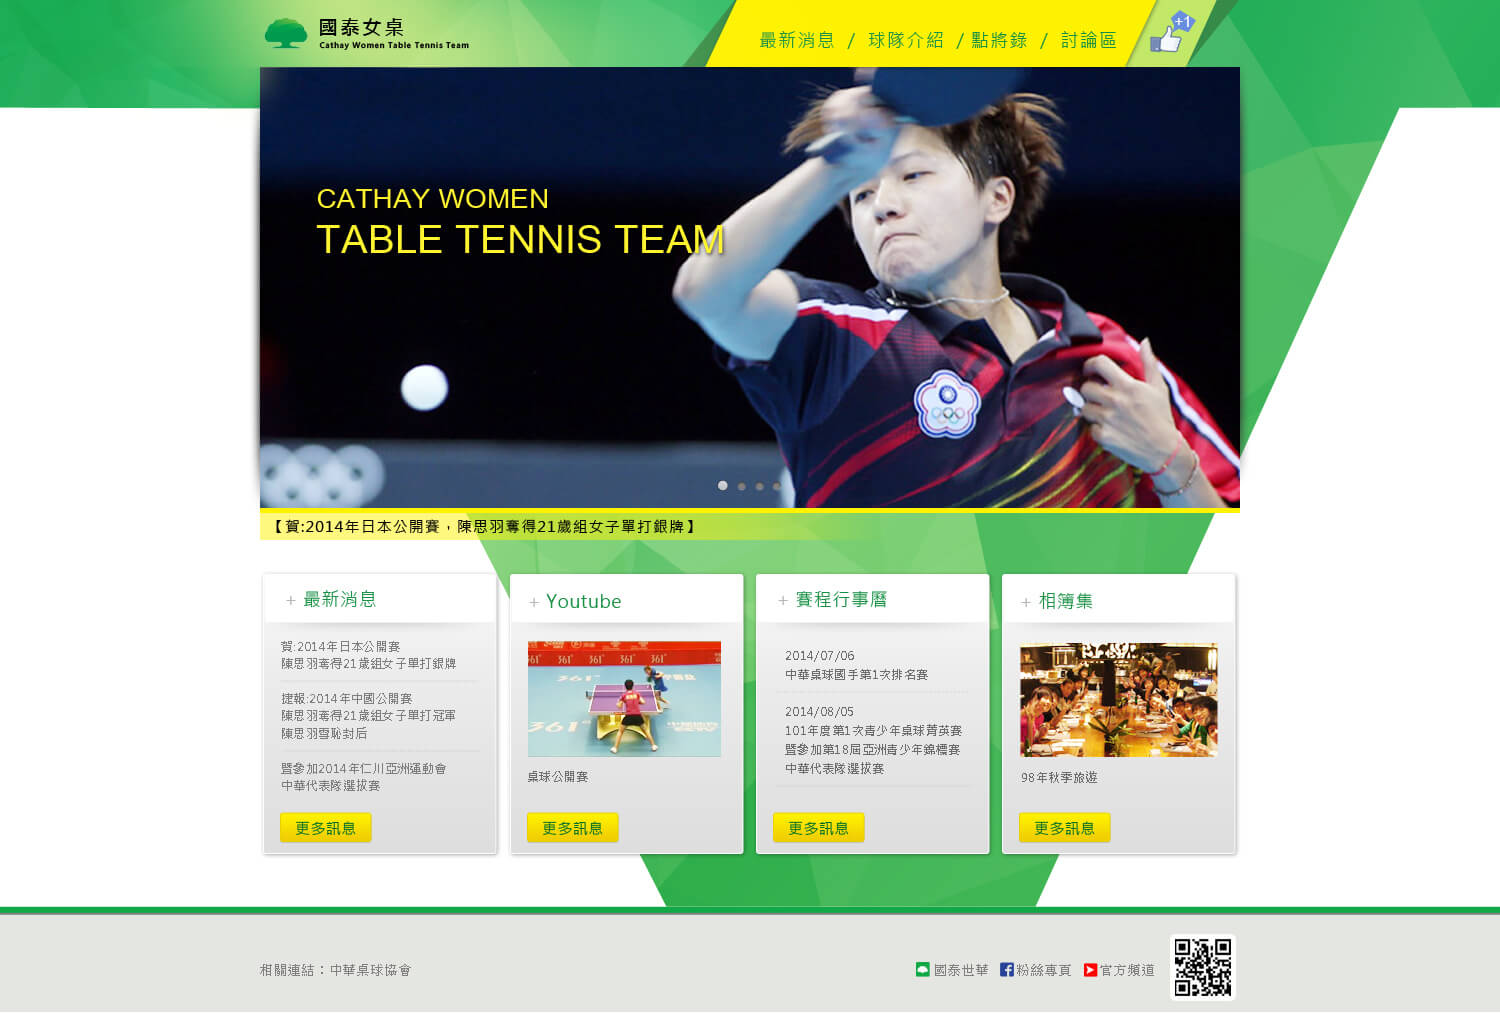 國泰女桌
Cathay Women Table Tennis Team
最新消息 / 球隊介紹 / 點將錄 / 討論區
+1
CATHAY WOMEN
TABLE TENNIS TEAM
【賀:2014年日本公開賽，陳思羽奪得21歲組女子單打銀牌】
+ 最新消息
賀:2014年日本公開賽
陳思羽奪得21歲組女子單打銀牌
捷報:2014年中國公開賽
陳思羽奪得21歲組女子單打冠軍
陳思羽雪恥封后
暨參加2014年仁川亞洲運動會
中華代表隊選拔賽
更多訊息
+ Youtube
361° 361° 361° 361°
361°
361°
桌球公開賽
更多訊息
+ 賽程行事曆
2014/07/06
中華桌球國手第1次排名賽
2014/08/05
101年度第1次青少年桌球菁英賽
暨參加第18屆亞洲青少年錦標賽
中華代表隊選拔賽
更多訊息
+ 相簿集
98年秋季旅遊
更多訊息
相關連結：中華桌球協會
國泰世華 粉絲專頁 官方頻道